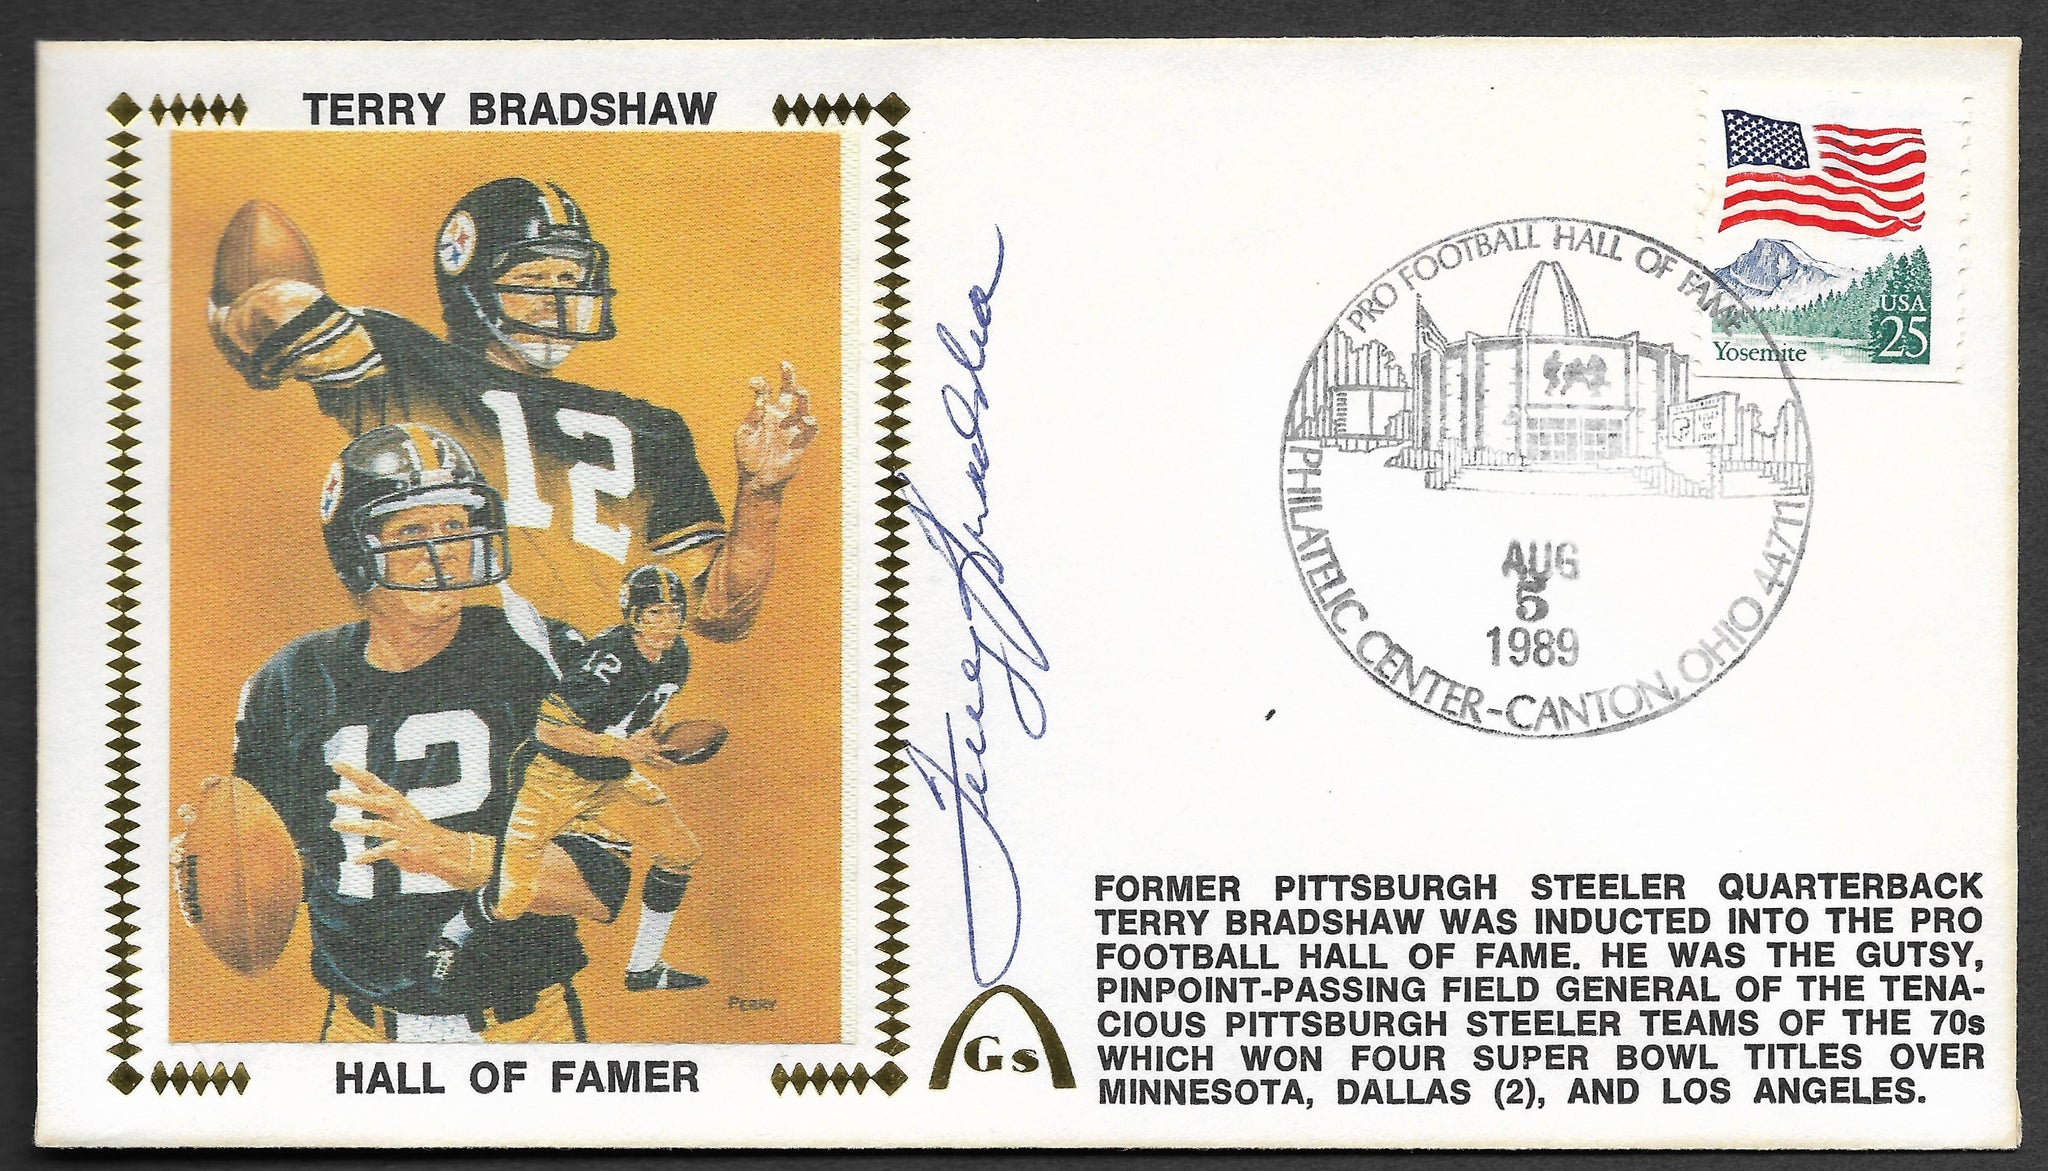 TERRY BRADSHAW
12
12
12
PERRY
HALL OF FAMER
Terry Bradshaw
Gs
USA
25
Yosemite
PRO FOOTBALL HALL OF FAME
PHILATELIC CENTER-CANTON, OHIO 44711
AUG
5
1989
FORMER PITTSBURGH STEELER QUARTERBACK
TERRY BRADSHAW WAS INDUCTED INTO THE PRO
FOOTBALL HALL OF FAME. HE WAS THE GUTSY,
PINPOINT-PASSING FIELD GENERAL OF THE TENA-
CIOUS PITTSBURGH STEELER TEAMS OF THE 70s
WHICH WON FOUR SUPER BOWL TITLES OVER
MINNESOTA, DALLAS (2), AND LOS ANGELES.